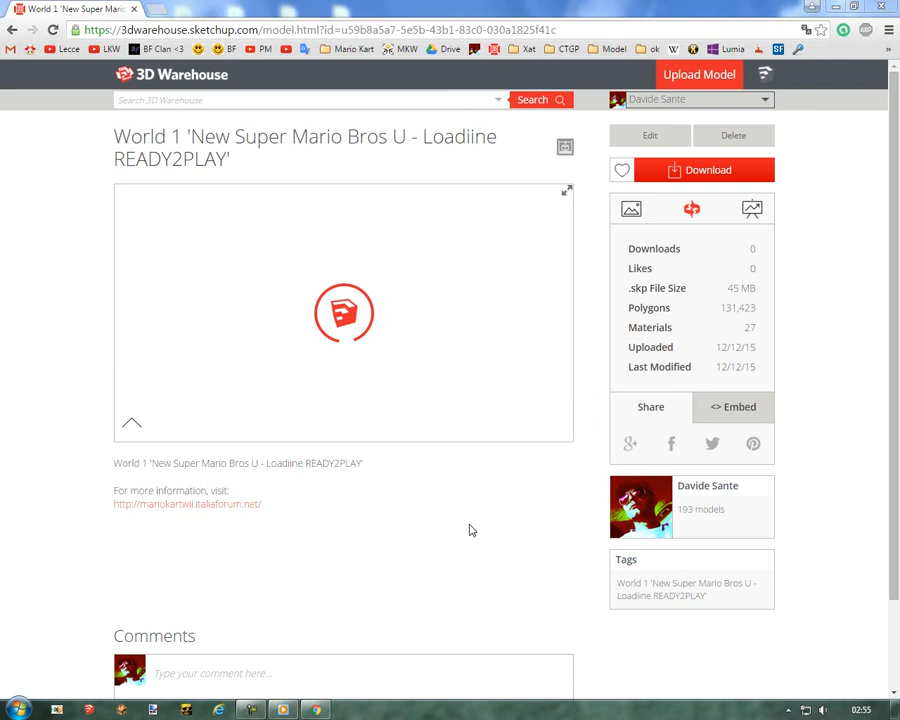 World 1 'New Super Mario
https://3dwarehouse.sketchup.com/model.html?id=u59b8a5a7-5e5b-43b1-83c0-030a1825f41c
Lecce LKW BF Clan <3 BF PM Mario Kart MKW Drive Xat CTGP Model ok Lumia »
3D Warehouse
Upload Model
Search 3D Warehouse
Search
Davide Sante
World 1 'New Super Mario Bros U - Loadiine
READY2PLAY'
Edit Delete
Download
Downloads 0
Likes 0
.skp File Size 45 MB
Polygons 131,423
Materials 27
Uploaded 12/12/15
Last Modified 12/12/15
Share <> Embed
World 1 'New Super Mario Bros U - Loadiine READY2PLAY'
For more information, visit:
http://mariokartwii.italiaforum.net/
Davide Sante
193 models
Tags
World 1 'New Super Mario Bros U -
Loadiine READY2PLAY'
Comments
Type your comment here...
02:55